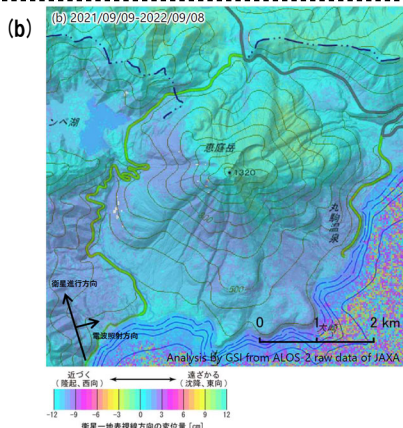 (b)
(b) 2021/09/09-2022/09/08
ンベ湖
恵庭岳
1320
丸駒温泉
500
衛星進行方向
電波照射方向
0 1 2 km
Analysis by GSI from ALOS-2 raw data of JAXA
近づく
(隆起、西向)
遠ざかる
(沈降、東向)
-12 -9 -6 -3 0 3 6 9 12
衛星－地表視線方向の変位量 [cm]